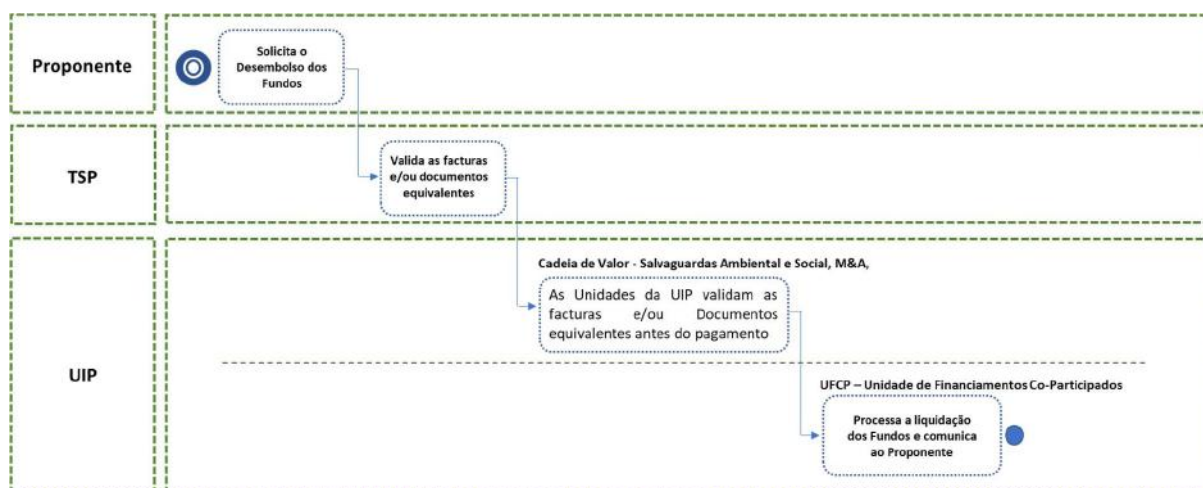 Proponente
Solicita o
Desembolso dos
Fundos
TSP
Valida as facturas
e/ou documentos
equivalentes
UIP
Cadeia de Valor - Salvaguardas Ambiental e Social, M&A,
As Unidades da UIP validam as
facturas e/ou Documentos
equivalentes antes do pagamento
UFCP – Unidade de Financiamentos Co-Participados
Processa a liquidação
dos Fundos e comunica
ao Proponente